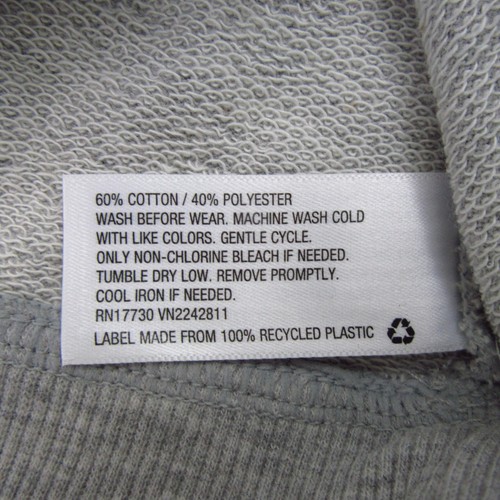 60% COTTON / 40% POLYESTER
WASH BEFORE WEAR. MACHINE WASH COLD
WITH LIKE COLORS. GENTLE CYCLE.
ONLY NON-CHLORINE BLEACH IF NEEDED.
TUMBLE DRY LOW. REMOVE PROMPTLY.
COOL IRON IF NEEDED.
RN17730 VN2242811
LABEL MADE FROM 100% RECYCLED PLASTIC